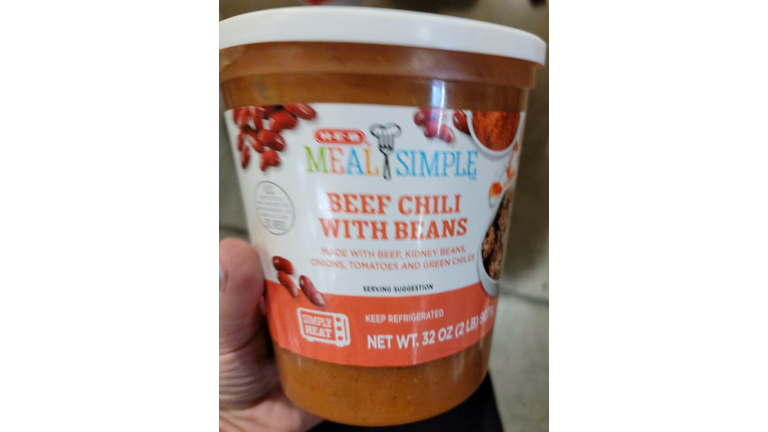 H-E-B
MEAL SIMPLE
BEEF CHILI
WITH BEANS
MADE WITH BEEF, KIDNEY BEANS,
ONIONS, TOMATOES AND GREEN CHILES
SERVING SUGGESTION
SIMPLY
HEAT
KEEP REFRIGERATED
NET WT. 32 OZ (2 LB)